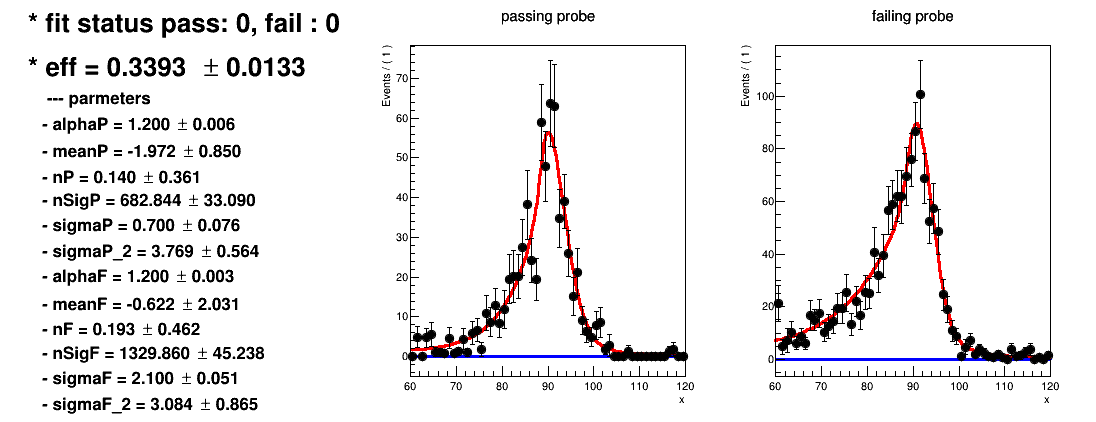 * fit status pass: 0, fail : 0
* eff = 0.3393 ± 0.0133
--- parmeters
- alphaP = 1.200 ± 0.006
- meanP = -1.972 ± 0.850
- nP = 0.140 ± 0.361
- nSigP = 682.844 ± 33.090
- sigmaP = 0.700 ± 0.076
- sigmaP_2 = 3.769 ± 0.564
- alphaF = 1.200 ± 0.003
- meanF = -0.622 ± 2.031
- nF = 0.193 ± 0.462
- nSigF = 1329.860 ± 45.238
- sigmaF = 2.100 ± 0.051
- sigmaF_2 = 3.084 ± 0.865
passing probe
Events / ( 1 )
70
60
50
40
30
20
10
0
60 70 80 90 100 110 120
x
failing probe
Events / ( 1 )
100
80
60
40
20
0
60 70 80 90 100 110 120
x